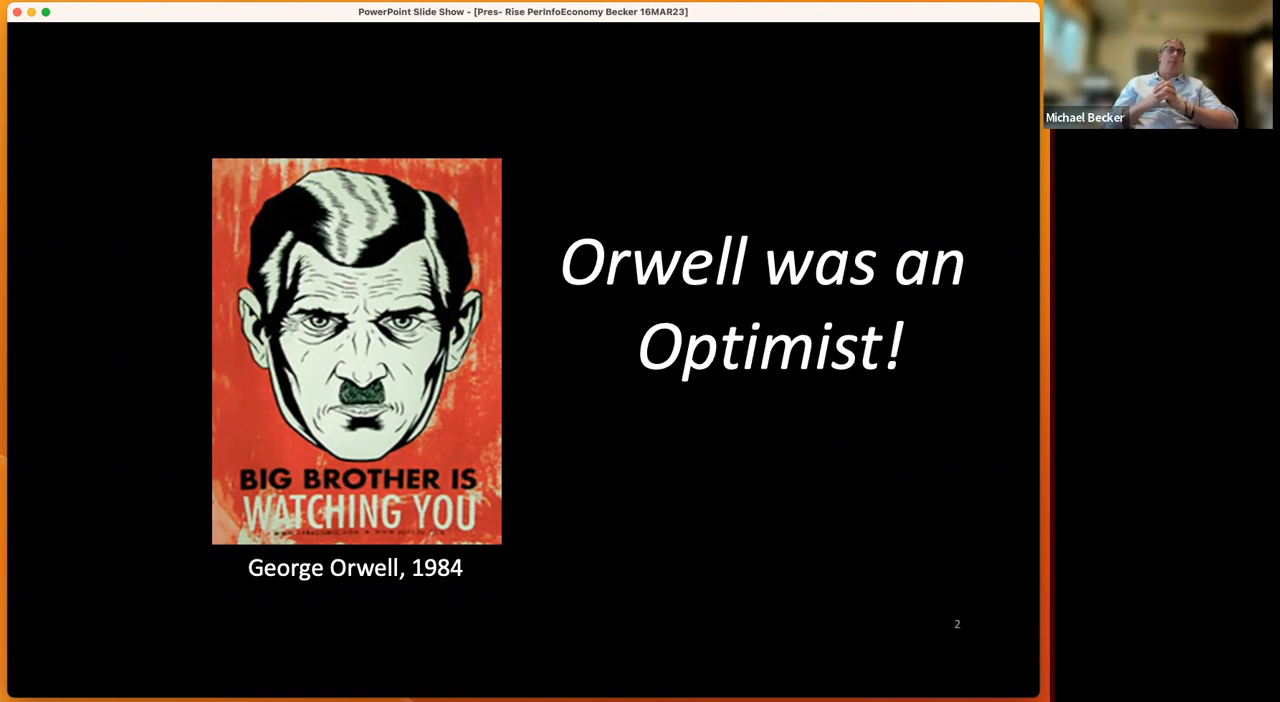 PowerPoint Slide Show - [Pres- Rise PerInfoEconomy Becker 16MAR23]
Michael Becker
Orwell was an
Optimist!
BIG BROTHER IS
WATCHING YOU
George Orwell, 1984
2